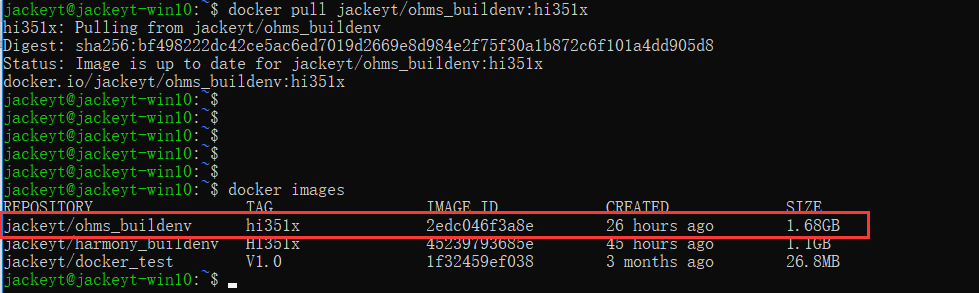 jackeyt@jackeyt-win10:~$ docker pull jackeyt/ohms_buildenv:hi351x
hi351x: Pulling from jackeyt/ohms_buildenv
Digest: sha256:bf498222dc42ce5ac6ed7019d2669e8d984e2f75f30a1b872c6f101a4dd905d8
Status: Image is up to date for jackeyt/ohms_buildenv:hi351x
docker.io/jackeyt/ohms_buildenv:hi351x
jackeyt@jackeyt-win10:~$
jackeyt@jackeyt-win10:~$
jackeyt@jackeyt-win10:~$
jackeyt@jackeyt-win10:~$
jackeyt@jackeyt-win10:~$
jackeyt@jackeyt-win10:~$ docker images
REPOSITORY TAG IMAGE ID CREATED SIZE
jackeyt/ohms_buildenv hi351x 2edc046f3a8e 26 hours ago 1.68GB
jackeyt/harmony_buildenv HI351x 45239793685e 45 hours ago 1.1GB
jackeyt/docker_test V1.0 1f32459ef038 3 months ago 26.8MB
jackeyt@jackeyt-win10:~$